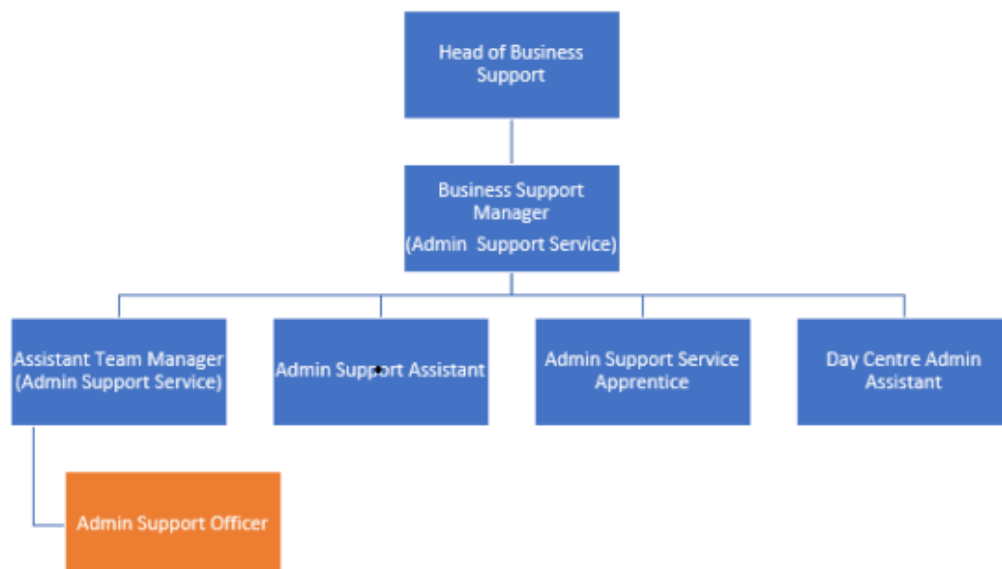 Head of Business
Support
Business Support
Manager
(Admin Support Service)
Assistant Team Manager
(Admin Support Service)
Admin Support Assistant
Admin Support Service
Apprentice
Day Centre Admin
Assistant
Admin Support Officer